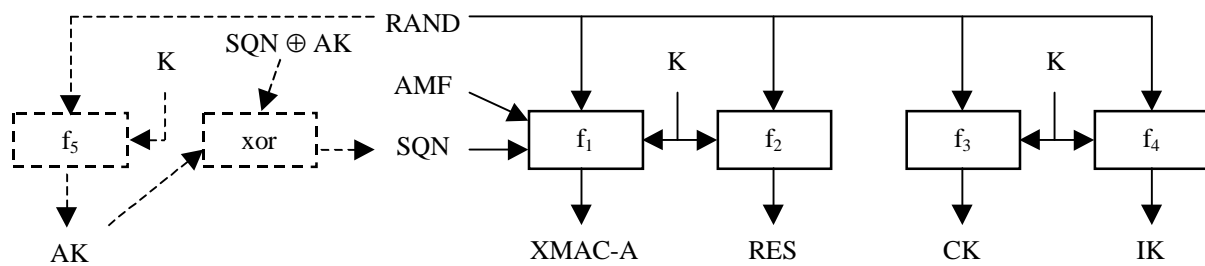 RAND
SQN ⊕ AK
K
K
K
AMF
f5
xor
SQN
f1
f2
f3
f4
AK
XMAC-A
RES
CK
IK